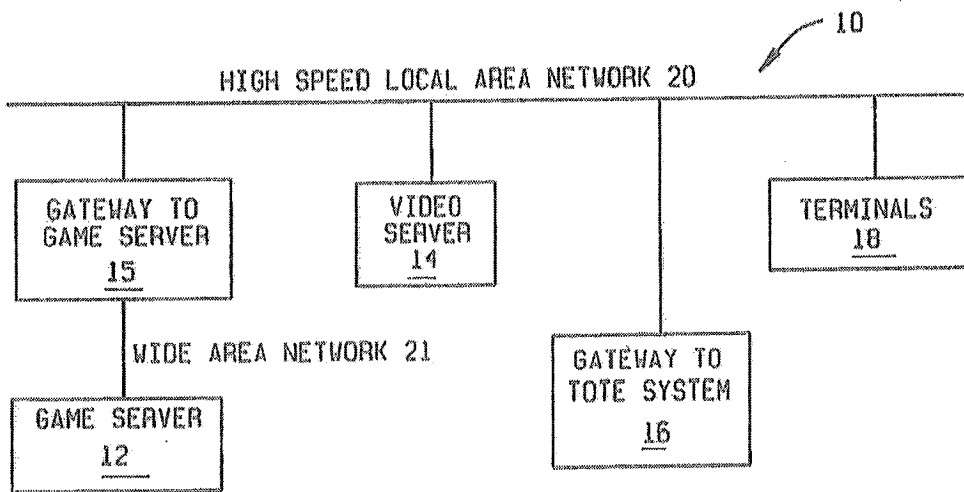 10
HIGH SPEED LOCAL AREA NETWORK 20
GATEWAY TO
GAME SERVER
15
VIDEO
SERVER
14
TERMINALS
18
WIDE AREA NETWORK 21
GATEWAY TO
TOTE SYSTEM
16
GAME SERVER
12